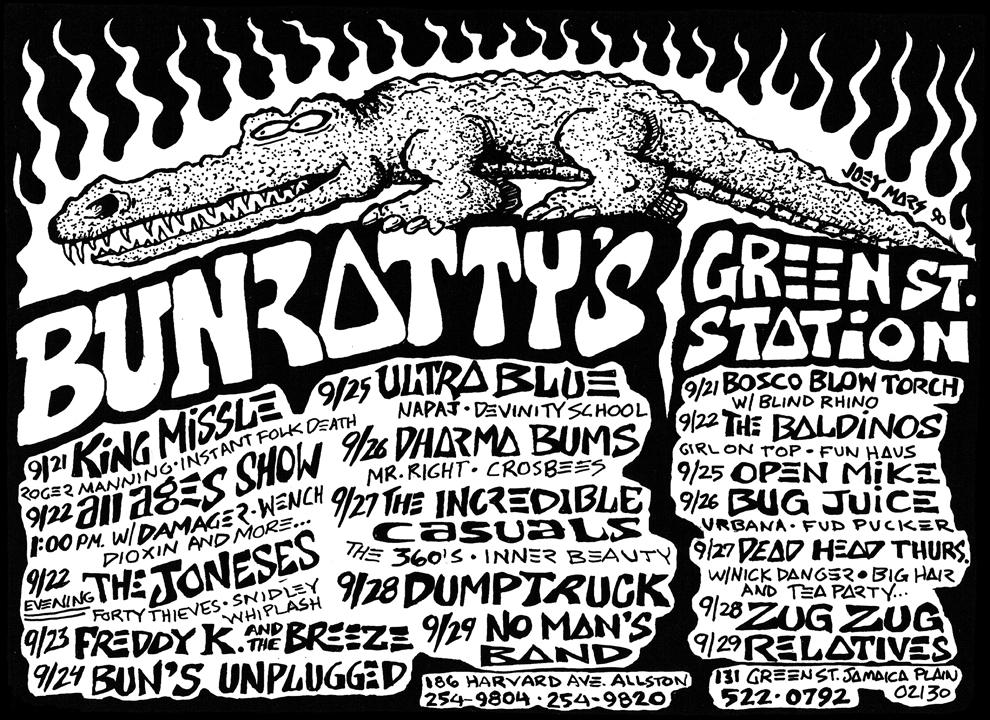 JOEY MARS 90
BUNRATTY'S
9/21 KING MISSLE
ROGER MANNING · INSTANT FOLK DEATH
9/22 all ages SHOW
1:00 P.M. W/ DAMAGER · WENCH
DIOXIN AND MORE...
9/22 EVENING THE JONESES
FORTY THIEVES · SNIDLEY
WHIPLASH
9/23 FREDDY K. AND THE BREEZE
9/24 BUN'S UNPLUGGED
9/25 ULTRA BLUE
NAPAJ · DEVINITY SCHOOL
9/26 DHARMA BUMS
MR. RIGHT · CROSBEES
9/27 THE INCREDIBLE
CASUALS
THE 360'S · INNER BEAUTY
9/28 DUMPTRUCK
9/29 NO MAN'S
BAND
186 HARVARD AVE. ALLSTON
254-9804 · 254-9820
GREEN ST.
STATION
9/21 BOSCO BLOW TORCH
W/ BLIND RHINO
9/22 THE BALDINOS
GIRL ON TOP · FUN HAUS
9/25 OPEN MIKE
9/26 BUG JUICE
URBANA · FUD PUCKER
9/27 DEAD HEAD THURS.
W/NICK DANGER · BIG HAIR
AND TEA PARTY...
9/28 ZUG ZUG
9/29 RELATIVES
131 GREEN ST. JAMAICA PLAIN
522·0792 02130